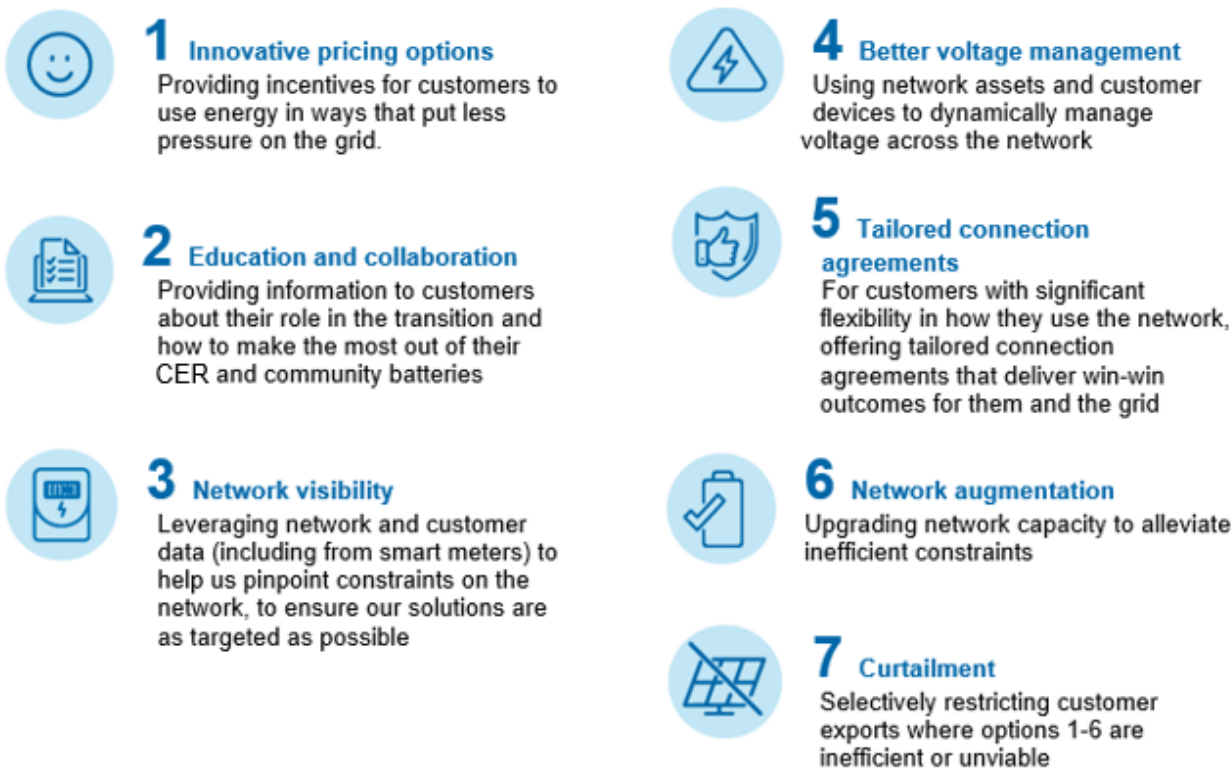 1 Innovative pricing options
Providing incentives for customers to
use energy in ways that put less
pressure on the grid.
2 Education and collaboration
Providing information to customers
about their role in the transition and
how to make the most out of their
CER and community batteries
3 Network visibility
Leveraging network and customer
data (including from smart meters) to
help us pinpoint constraints on the
network, to ensure our solutions are
as targeted as possible
4 Better voltage management
Using network assets and customer
devices to dynamically manage
voltage across the network
5 Tailored connection
agreements
For customers with significant
flexibility in how they use the network,
offering tailored connection
agreements that deliver win-win
outcomes for them and the grid
6 Network augmentation
Upgrading network capacity to alleviate
inefficient constraints
7 Curtailment
Selectively restricting customer
exports where options 1-6 are
inefficient or unviable